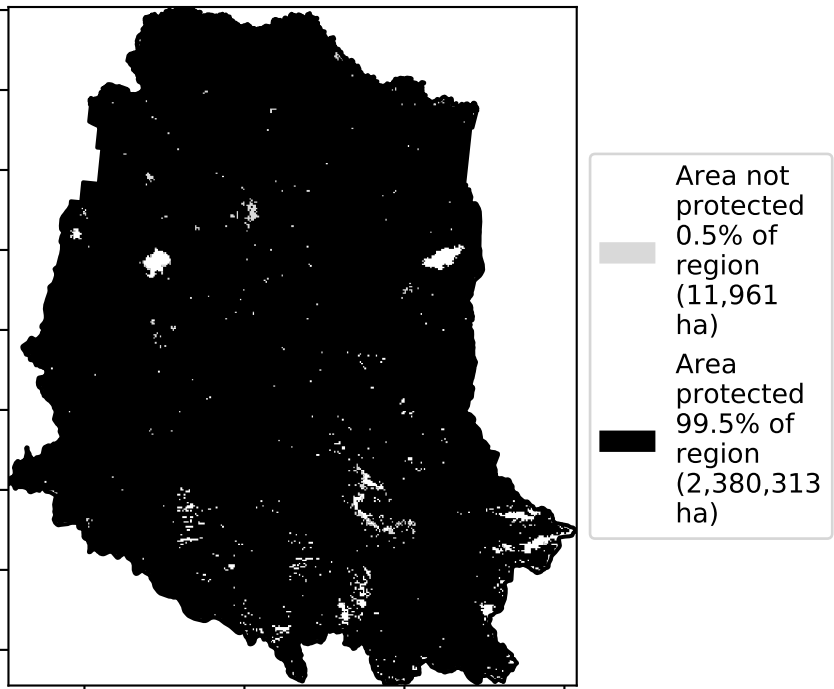 Area not
protected
0.5% of
region
(11,961
ha)
Area
protected
99.5% of
region
(2,380,313
ha)